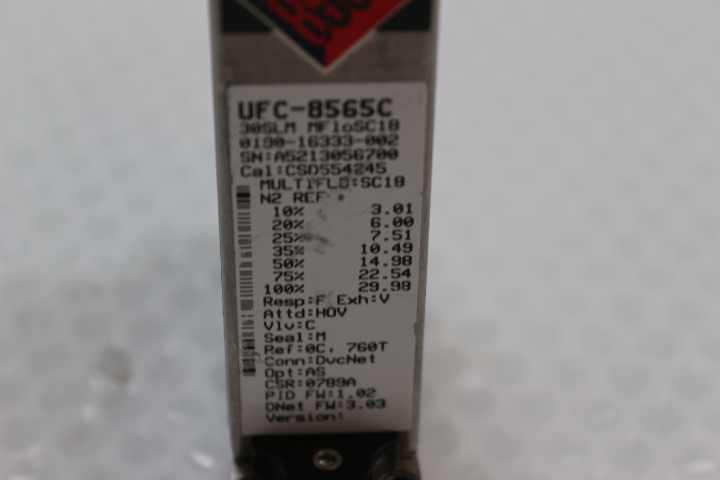 UFC-8565C
30SLM MFloSC18
0190-16333-002
SN:A5213056700
Cal:CSD554245
MULTIFLO:SC18
N2 REF
10% 3.01
20% 6.00
25% 7.51
35% 10.49
50% 14.98
75% 22.54
100% 29.98
Resp:F Exh:V
Attd:HOV
Vlv:C
Seal:M
Ref:0C, 760T
Conn:DvcNet
Opt:AS
CSR:0789A
PID FW:1.02
DNet FW:3.03
Version: